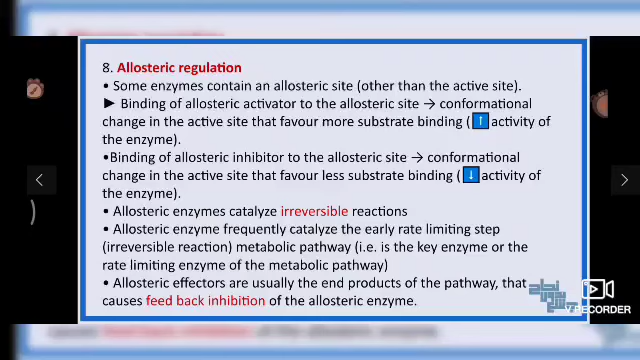 8. Allosteric regulation
• Some enzymes contain an allosteric site (other than the active site).
► Binding of allosteric activator to the allosteric site → conformational
change in the active site that favour more substrate binding (↑ activity of
the enzyme).
•Binding of allosteric inhibitor to the allosteric site → conformational
change in the active site that favour less substrate binding (↓ activity of
the enzyme).
• Allosteric enzymes catalyze irreversible reactions
• Allosteric enzyme frequently catalyze the early rate limiting step
(irreversible reaction) metabolic pathway (i.e. is the key enzyme or the
rate limiting enzyme of the metabolic pathway)
• Allosteric effectors are usually the end products of the pathway, that
causes feed back inhibition of the allosteric enzyme.
RECORDER